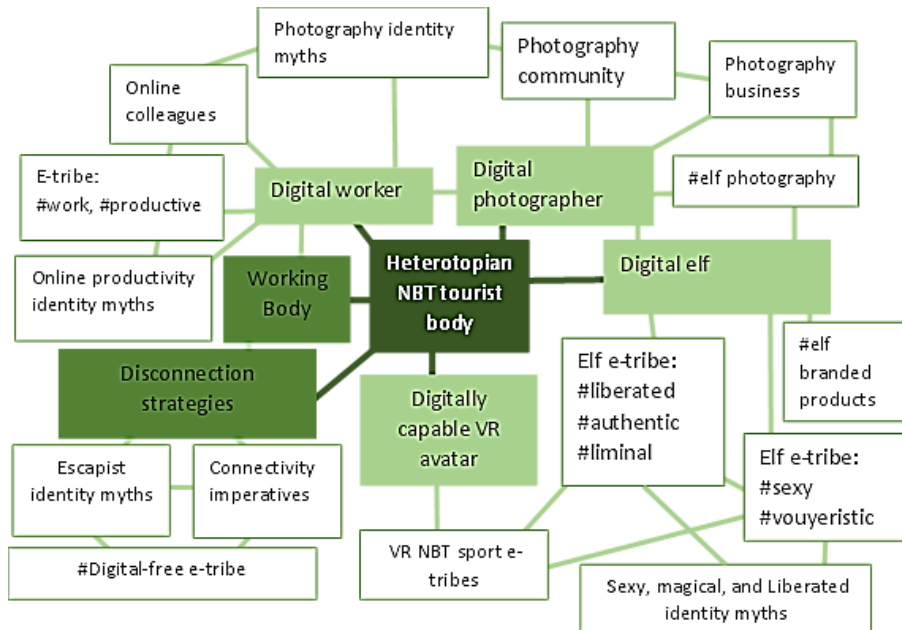 Photography identity
myths
Photography
community
Photography
business
Online
colleagues
E-tribe:
#work, #productive
Digital worker
Digital
photographer
#elf photography
Online productivity
identity myths
Working
Body
Heterotopian
NBT tourist
body
Digital elf
Disconnection
strategies
Digitally
capable VR
avatar
Elf e-tribe:
#liberated
#authentic
#liminal
#elf
branded
products
Escapist
identity myths
Connectivity
imperatives
Elf e-tribe:
#sexy
#vouyeristic
#Digital-free e-tribe
VR NBT sport e-
tribes
Sexy, magical, and Liberated
identity myths